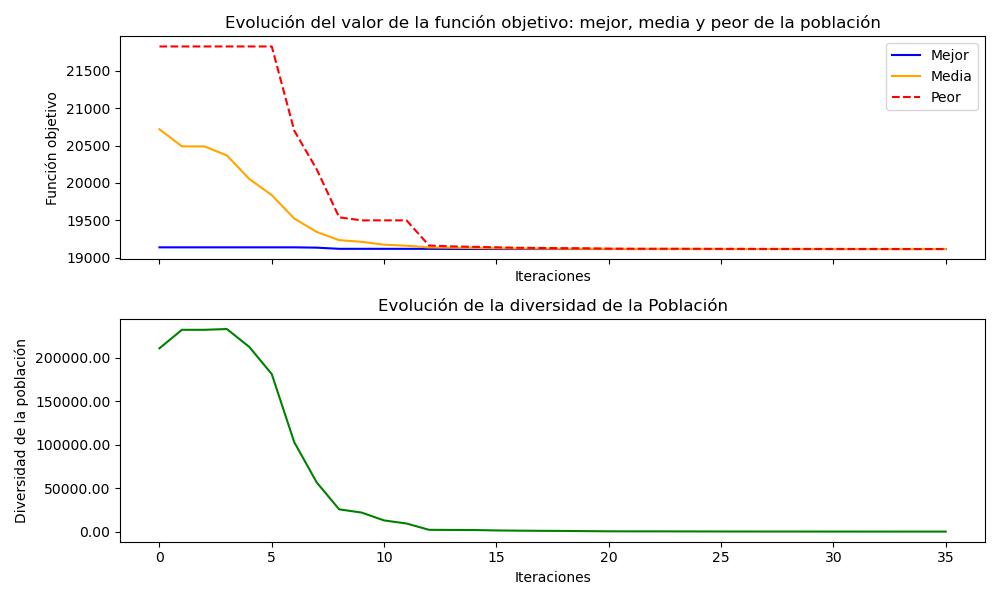 Evolución del valor de la función objetivo: mejor, media y peor de la población
Función objetivo
21500
21000
20500
20000
19500
19000
Mejor
Media
Peor
Iteraciones
Evolución de la diversidad de la Población
Diversidad de la población
200000.00
150000.00
100000.00
50000.00
0.00
0 5 10 15 20 25 30 35
Iteraciones